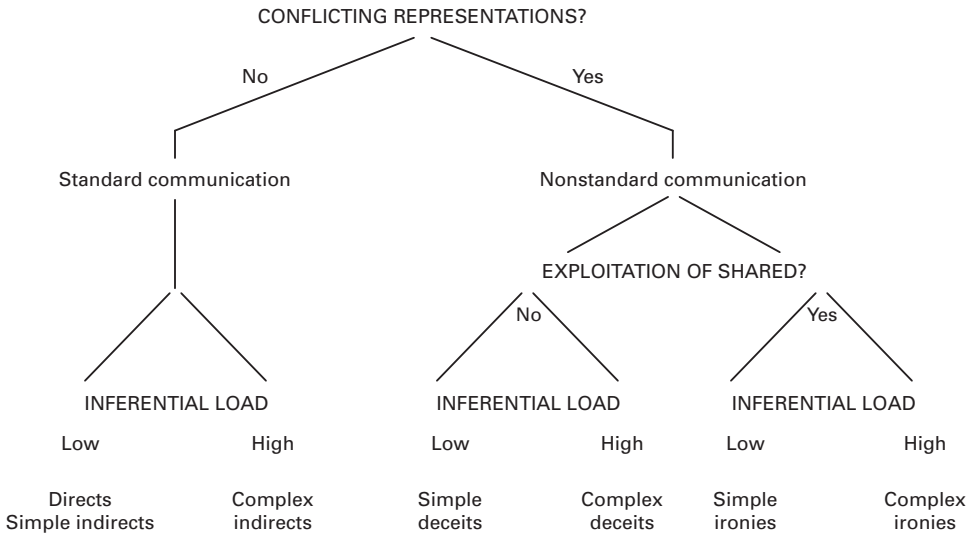 CONFLICTING REPRESENTATIONS?
No
Yes
Standard communication
Nonstandard communication
EXPLOITATION OF SHARED?
No
Yes
INFERENTIAL LOAD
INFERENTIAL LOAD
INFERENTIAL LOAD
Low
High
Low
High
Low
High
Directs
Simple indirects
Complex
indirects
Simple
deceits
Complex
deceits
Simple
ironies
Complex
ironies